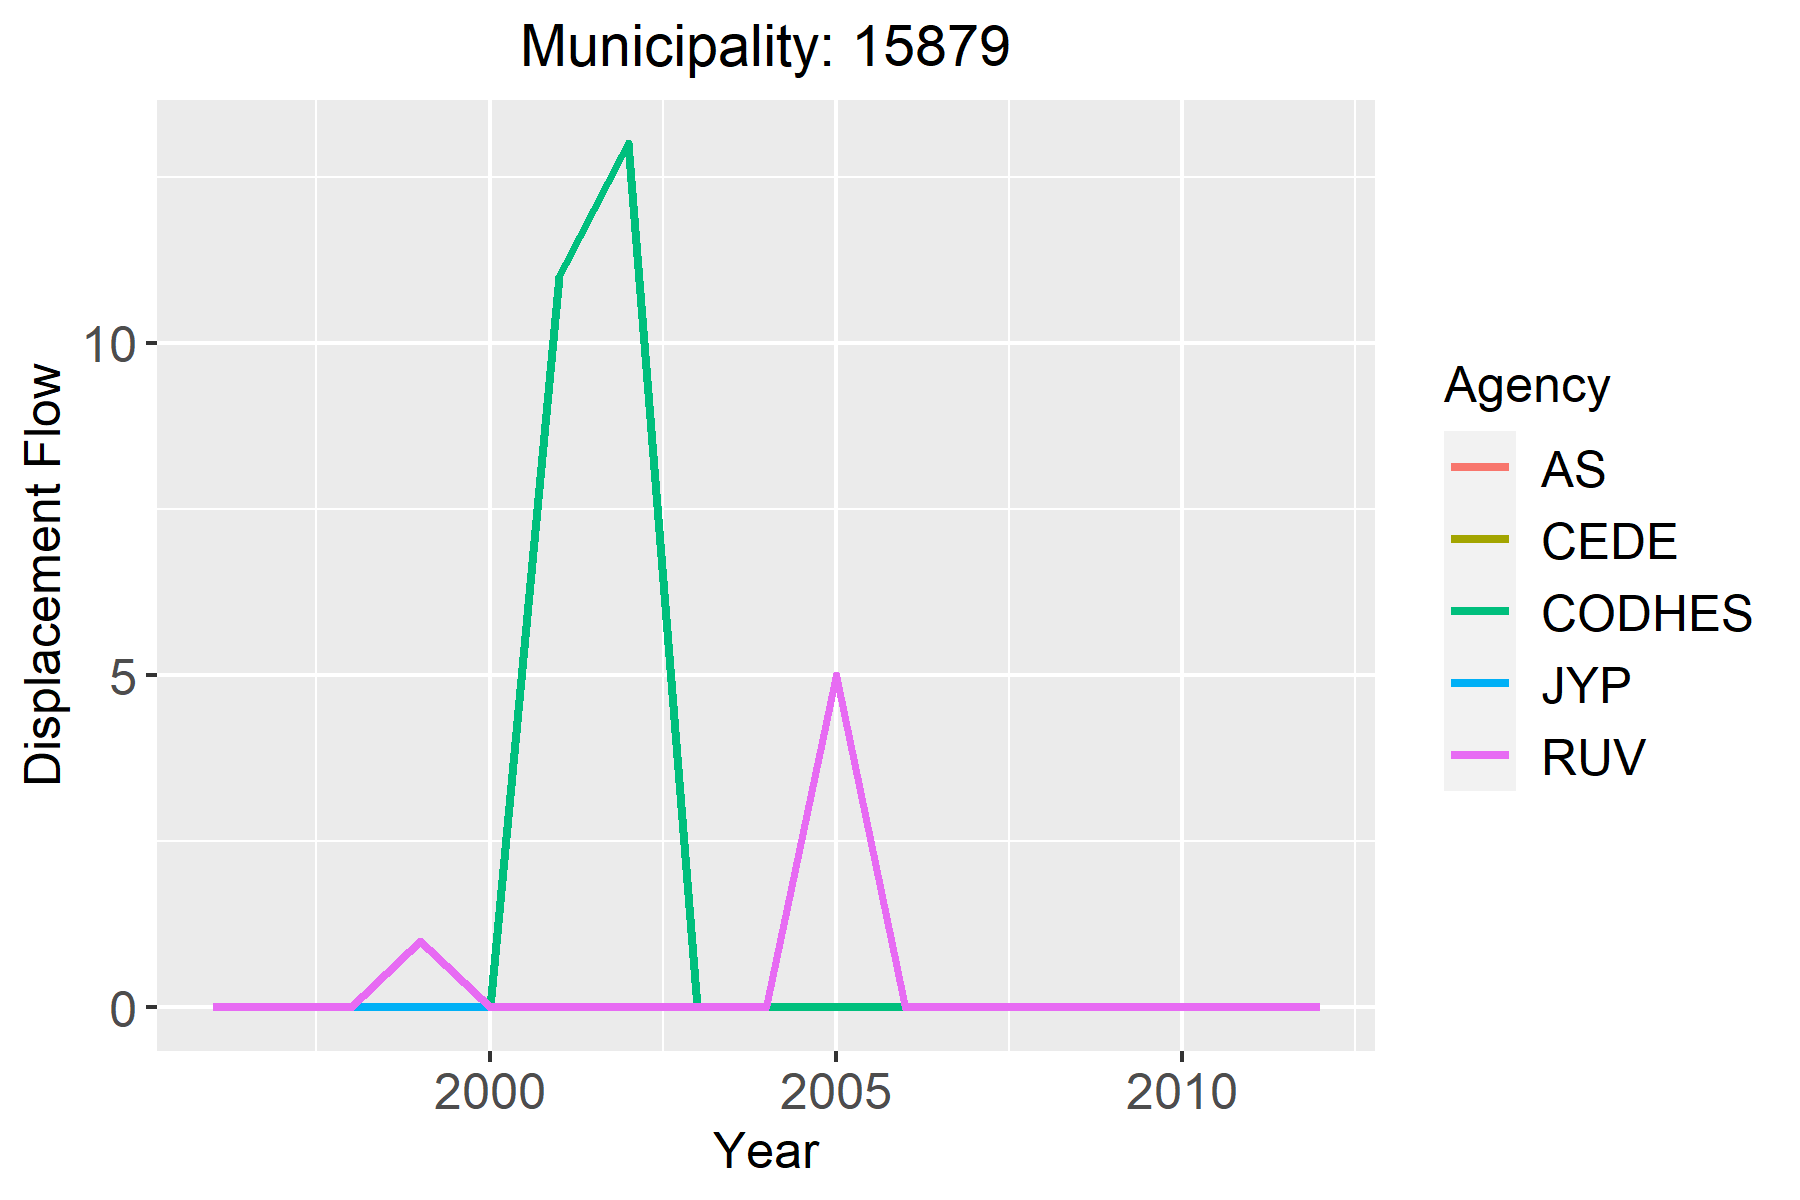 Municipality: 15879
Displacement Flow
10
5
0
2000
2005
2010
Year
Agency
AS
CEDE
CODHES
JYP
RUV